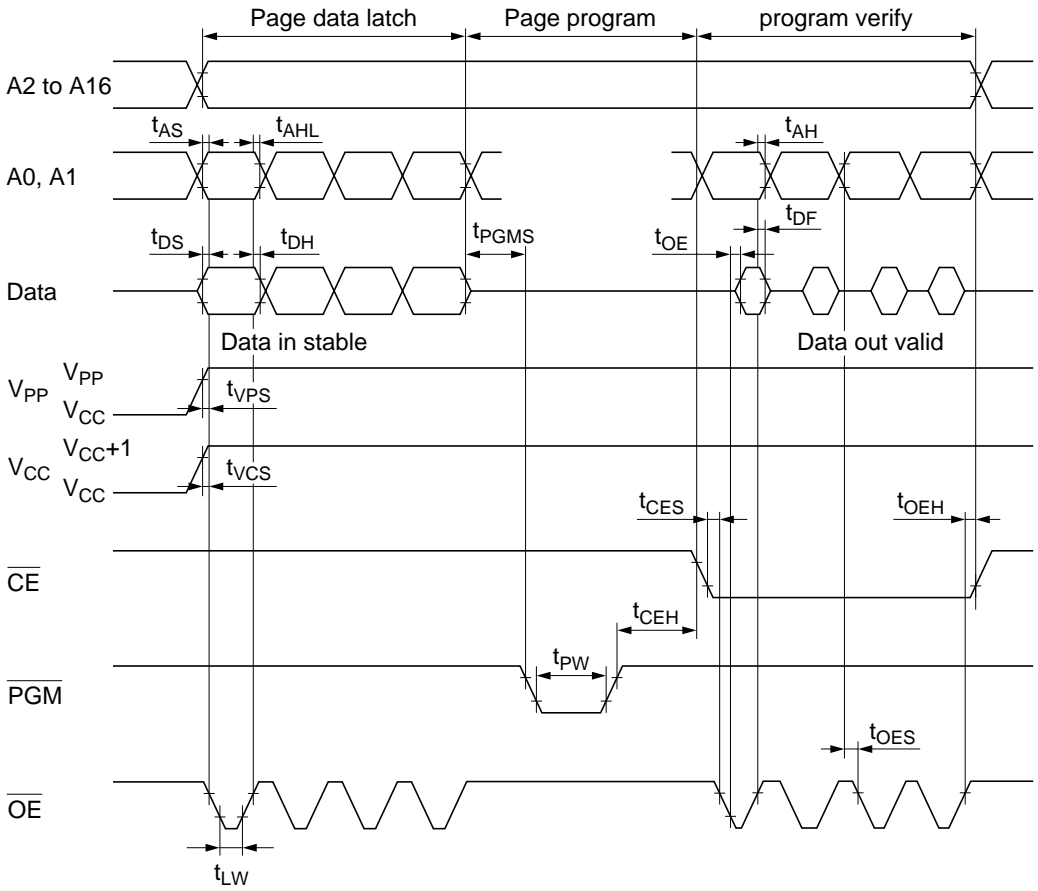 Page data latch Page program program verify
A2 to A16
tAS tAHL tAH
A0, A1
tDS tDH tPGMS tOE tDF
Data
Data in stable Data out valid
VPP VPP
VCC tVPS
VCC VCC+1
VCC tVCS
tCES tOEH
CE
tCEH
PGM tPW
tOES
OE
tLW